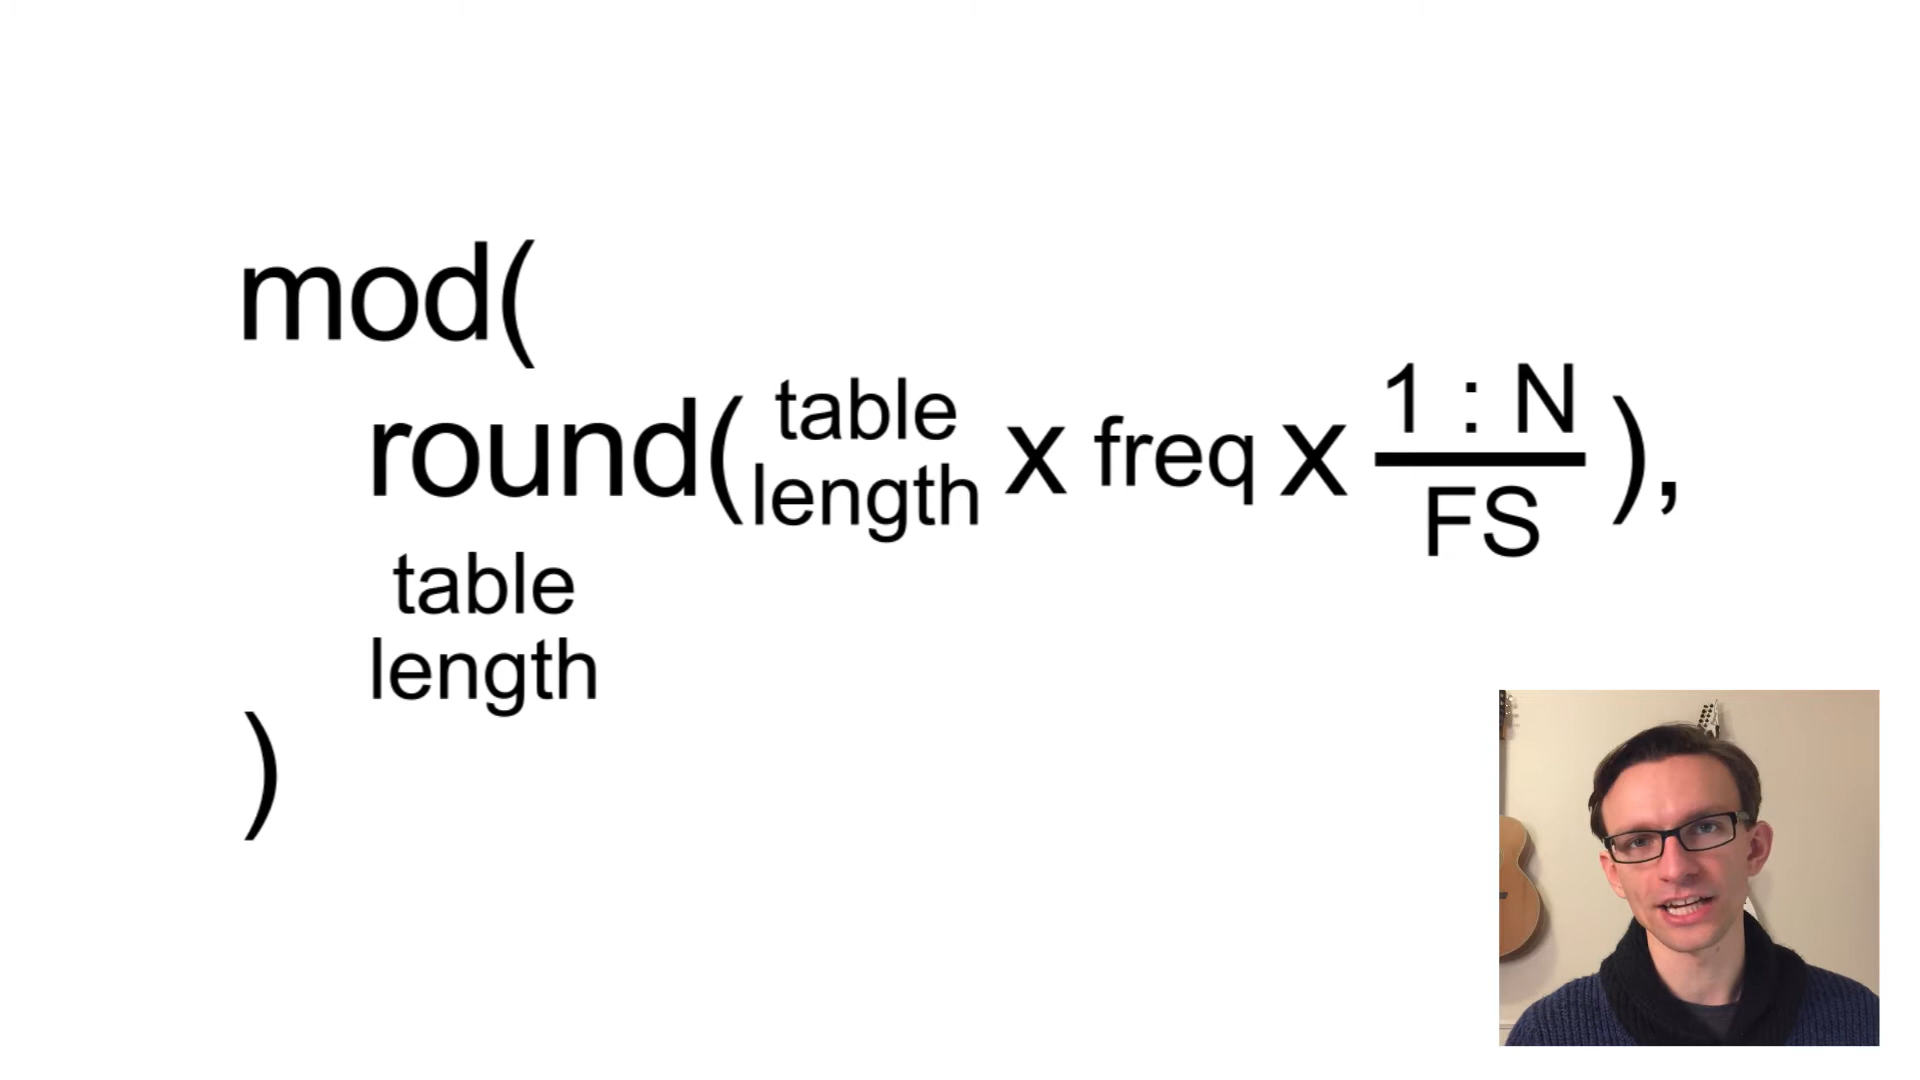 mod(
round(table length x freq x 1 : N / FS),
table
length
)